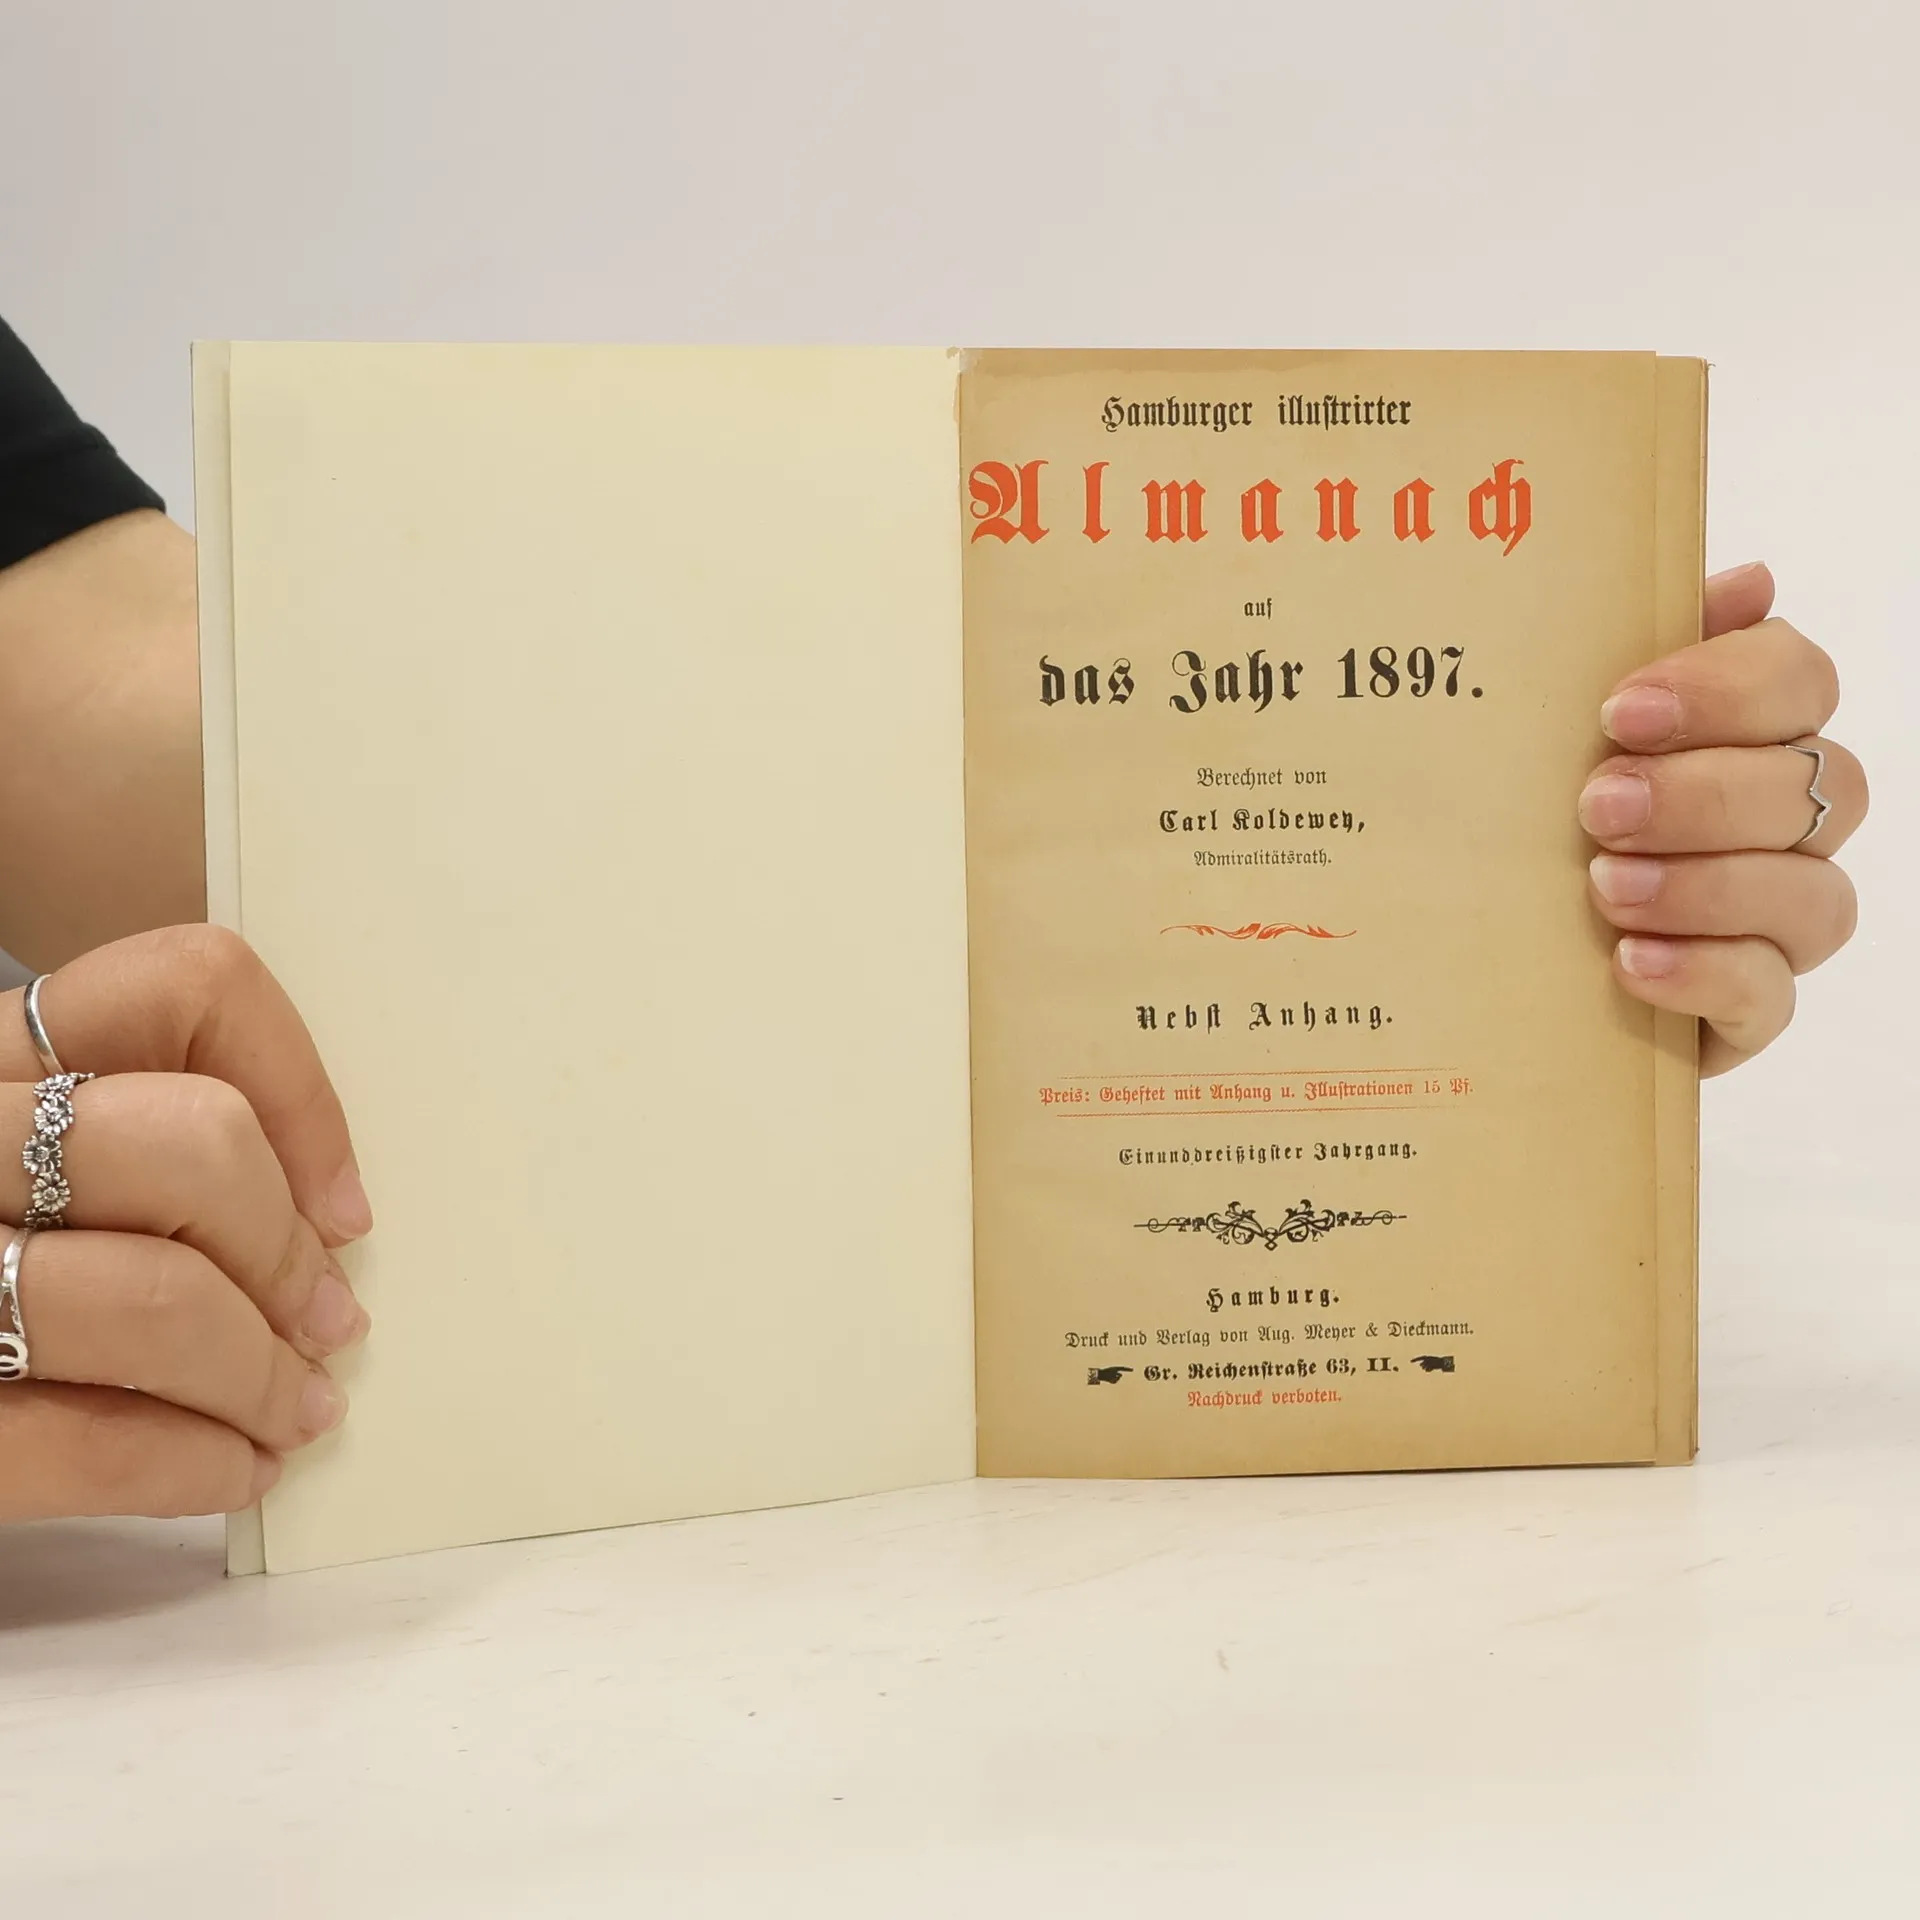 Hamburger illustrirter
Almanach
auf
das Jahr 1897.
Berechnet von
Carl Koldewey,
Admiralitätsrath.
Nebst Anhang.
Preis: Geheftet mit Anhang u. Illustrationen 15 Pf.
Einunddreißigster Jahrgang.
Hamburg.
Druck und Verlag von Aug. Meyer & Dieckmann.
Gr. Reichenstraße 63, II.
Nachdruck verboten.